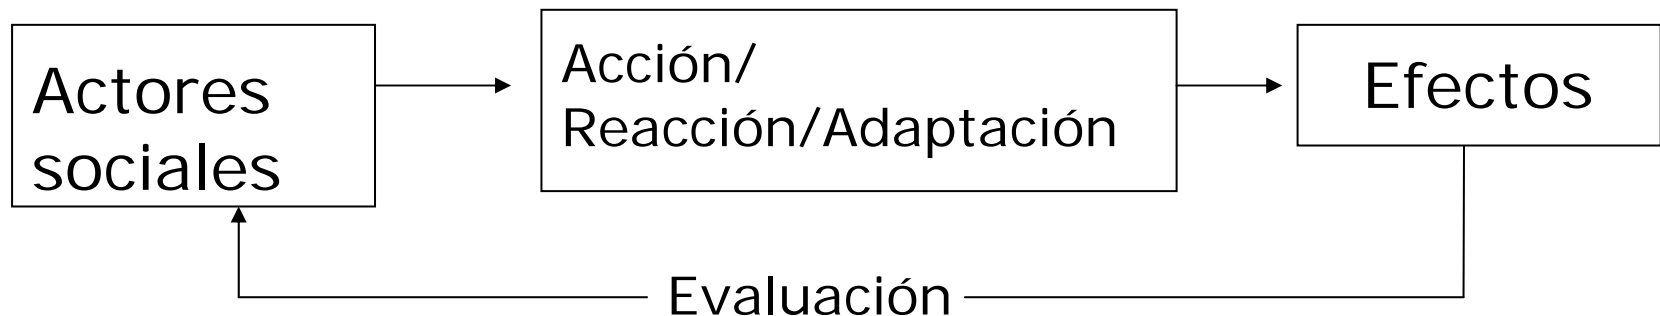 Actores
sociales
Acción/
Reacción/Adaptación
Efectos
Evaluación